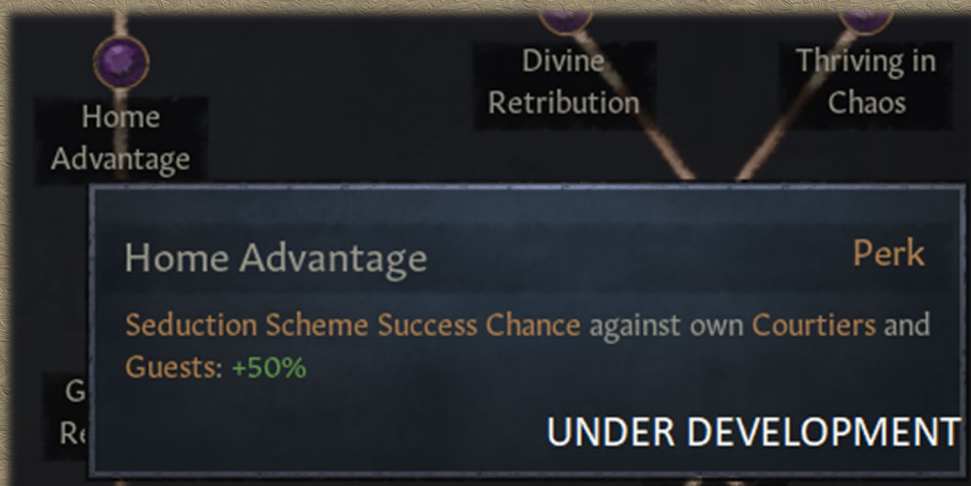 Home
Advantage
Divine
Retribution
Thriving in
Chaos
Home Advantage
Perk
Seduction Scheme Success Chance against own Courtiers and
Guests: +50%
UNDER DEVELOPMENT